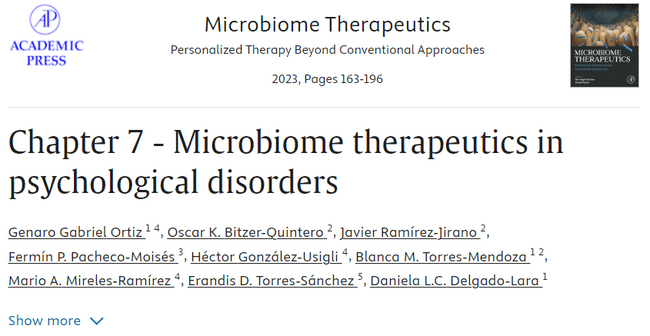 AP
ACADEMIC
PRESS
Microbiome Therapeutics
Personalized Therapy Beyond Conventional Approaches
2023, Pages 163-196
MICROBIOME
THERAPEUTICS
Chapter 7 - Microbiome therapeutics in
psychological disorders
Genaro Gabriel Ortiz 1 4, Oscar K. Bitzer-Quintero 2, Javier Ramírez-Jirano 2,
Fermín P. Pacheco-Moisés 3, Héctor González-Usigli 4, Blanca M. Torres-Mendoza 1 2,
Mario A. Mireles-Ramírez 4, Erandis D. Torres-Sánchez 5, Daniela L.C. Delgado-Lara 1
Show more